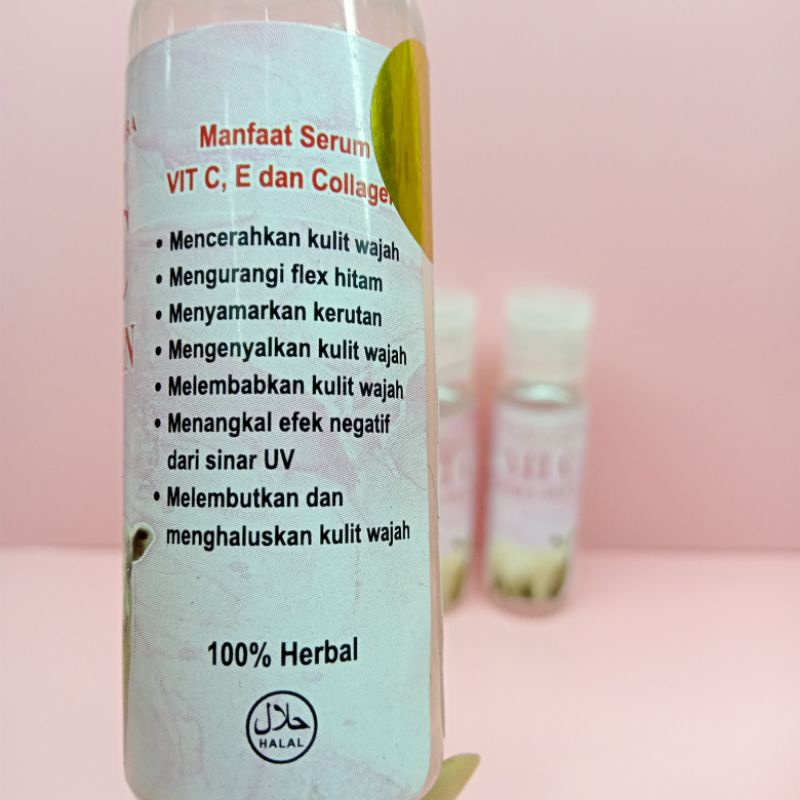 Manfaat Serum
VIT C, E dan Collagen
• Mencerahkan kulit wajah
• Mengurangi flex hitam
• Menyamarkan kerutan
• Mengenyalkan kulit wajah
• Melembabkan kulit wajah
• Menangkal efek negatif
dari sinar UV
• Melembutkan dan
menghaluskan kulit wajah
100% Herbal
حلال
HALAL
VIT C